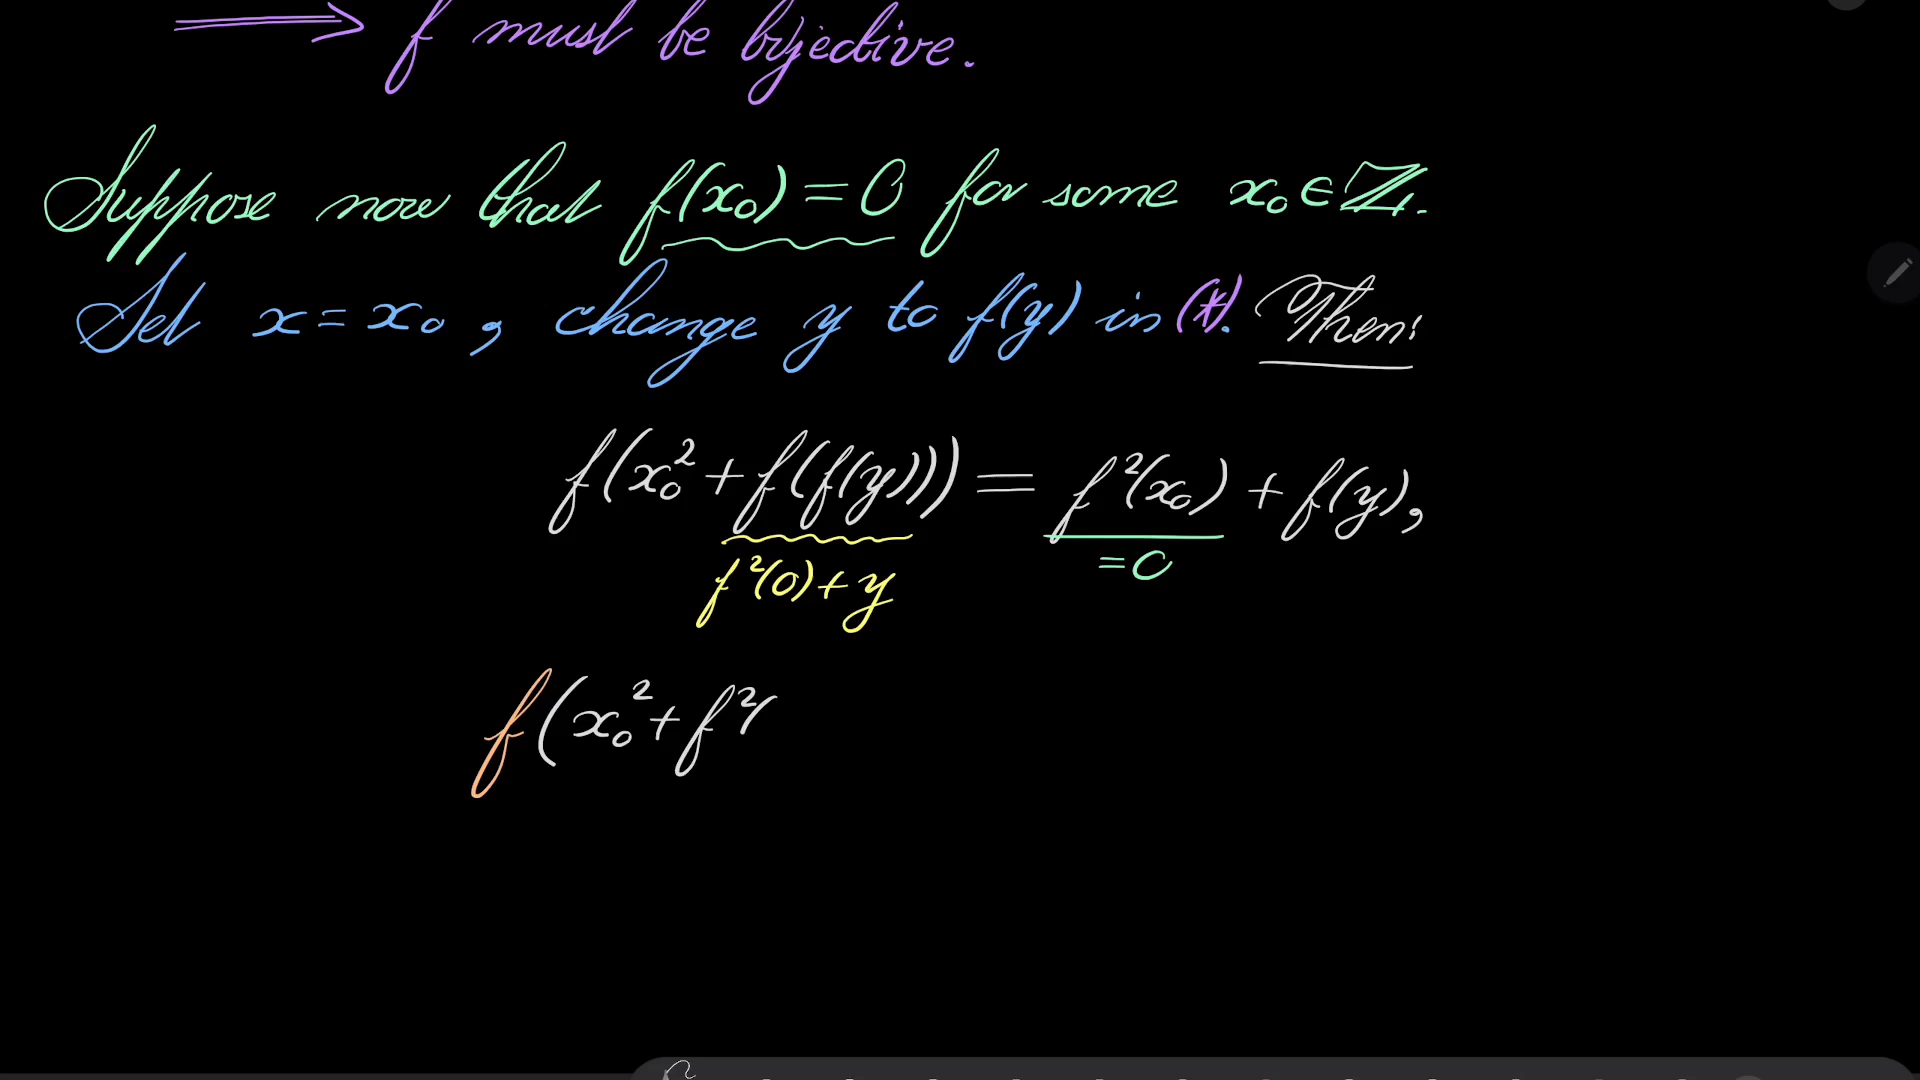 ⟹ f must be bijective.
Suppose now that f(x₀) = 0 for some x₀ ∈ ℤ.
Set x = x₀, change y to f(y) in (*). Then:
f(x₀² + f(f(y))) = f²(x₀) + f(y),
f²(0) + y = 0
f(x₀² + f²(